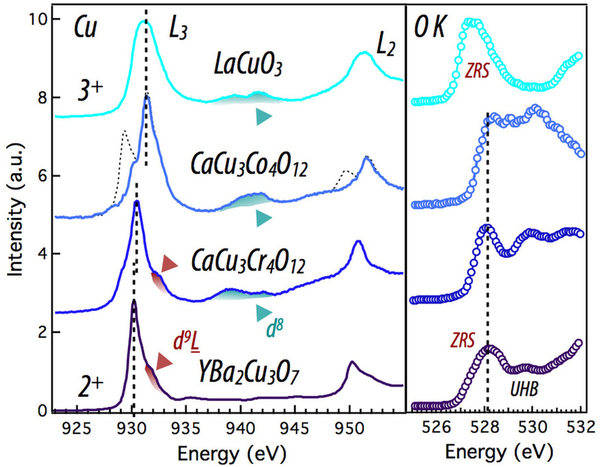 Cu L₃ L₂ O K
10
LaCuO₃ ZRS
3+
8
CaCu₃Co₄O₁₂
6
Intensity (a.u.)
4
CaCu₃Cr₄O₁₂
d⁹L d⁸ ZRS
2
2+ YBa₂Cu₃O₇ UHB
0
925 930 935 940 945 950 526 528 530 532
Energy (eV) Energy (eV)